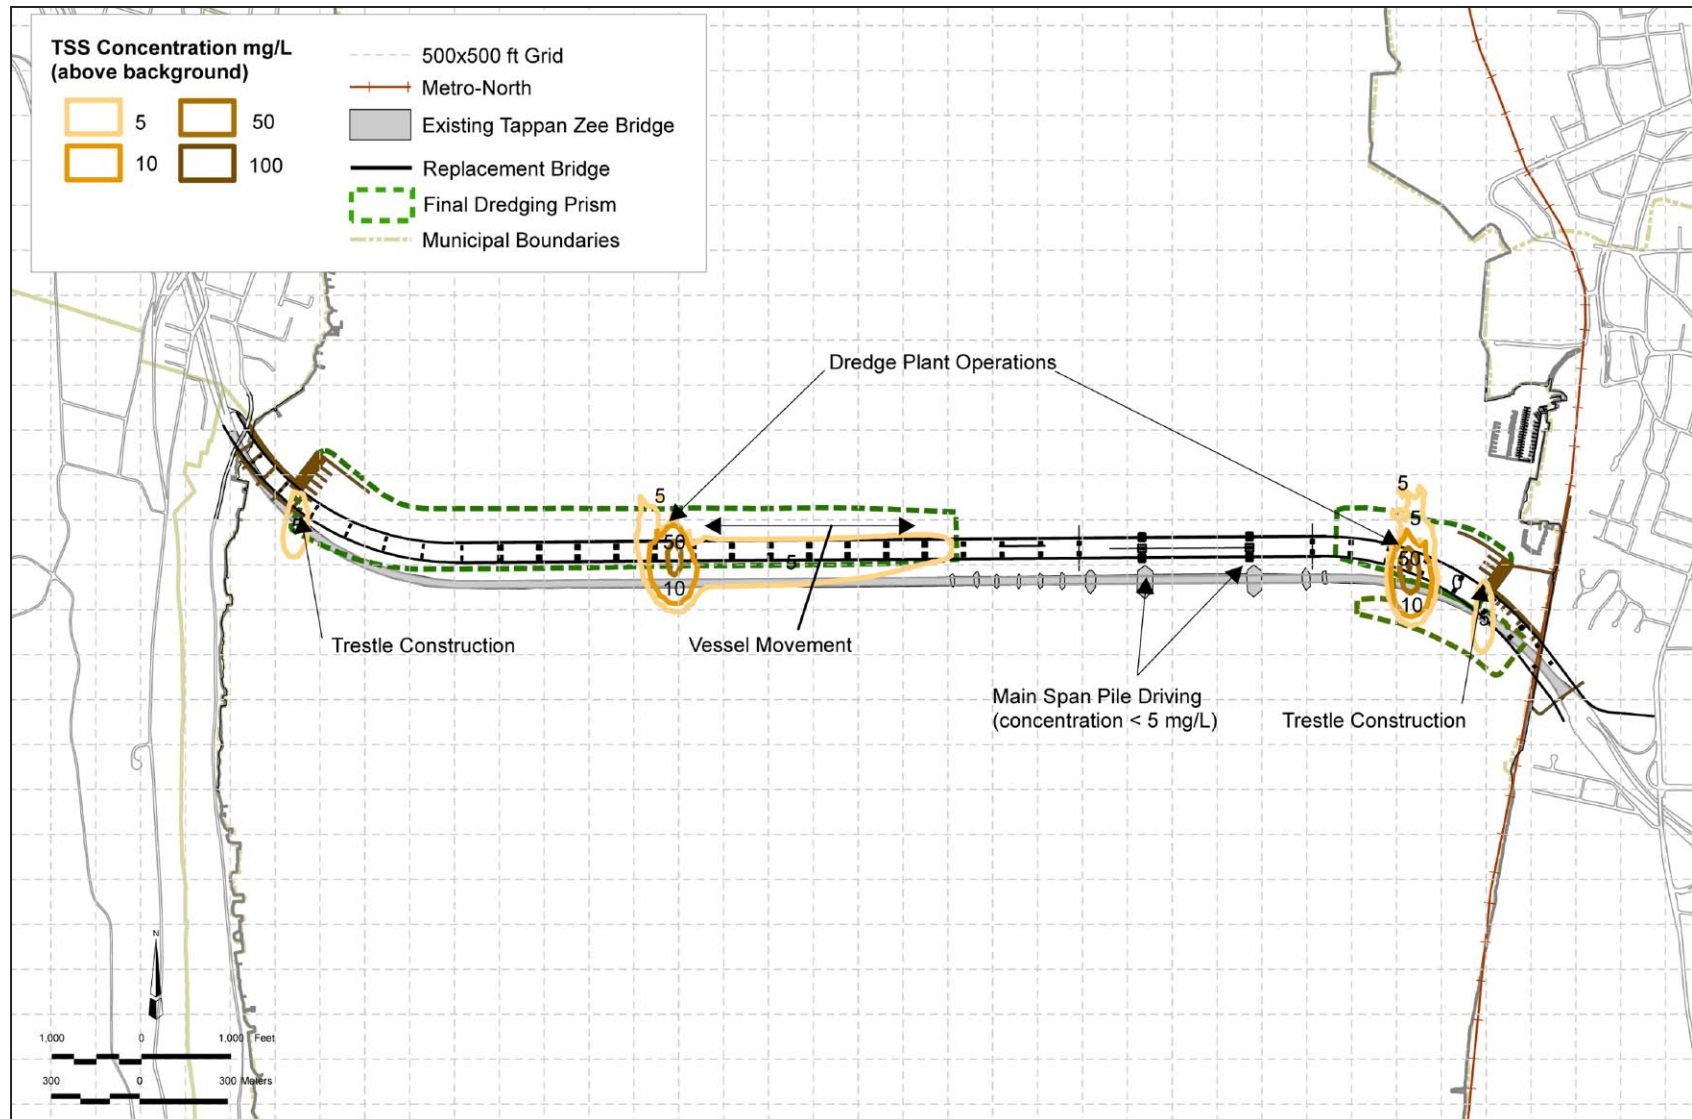 TSS Concentration mg/L
(above background)
5
50
10
100
500x500 ft Grid
Metro-North
Existing Tappan Zee Bridge
Replacement Bridge
Final Dredging Prism
Municipal Boundaries
Dredge Plant Operations
5
5
5
50
50
5
10
10
5
5
Trestle Construction
Vessel Movement
Main Span Pile Driving
(concentration < 5 mg/L)
Trestle Construction
N
1,000 0 1,000 Feet
300 0 300 Meters